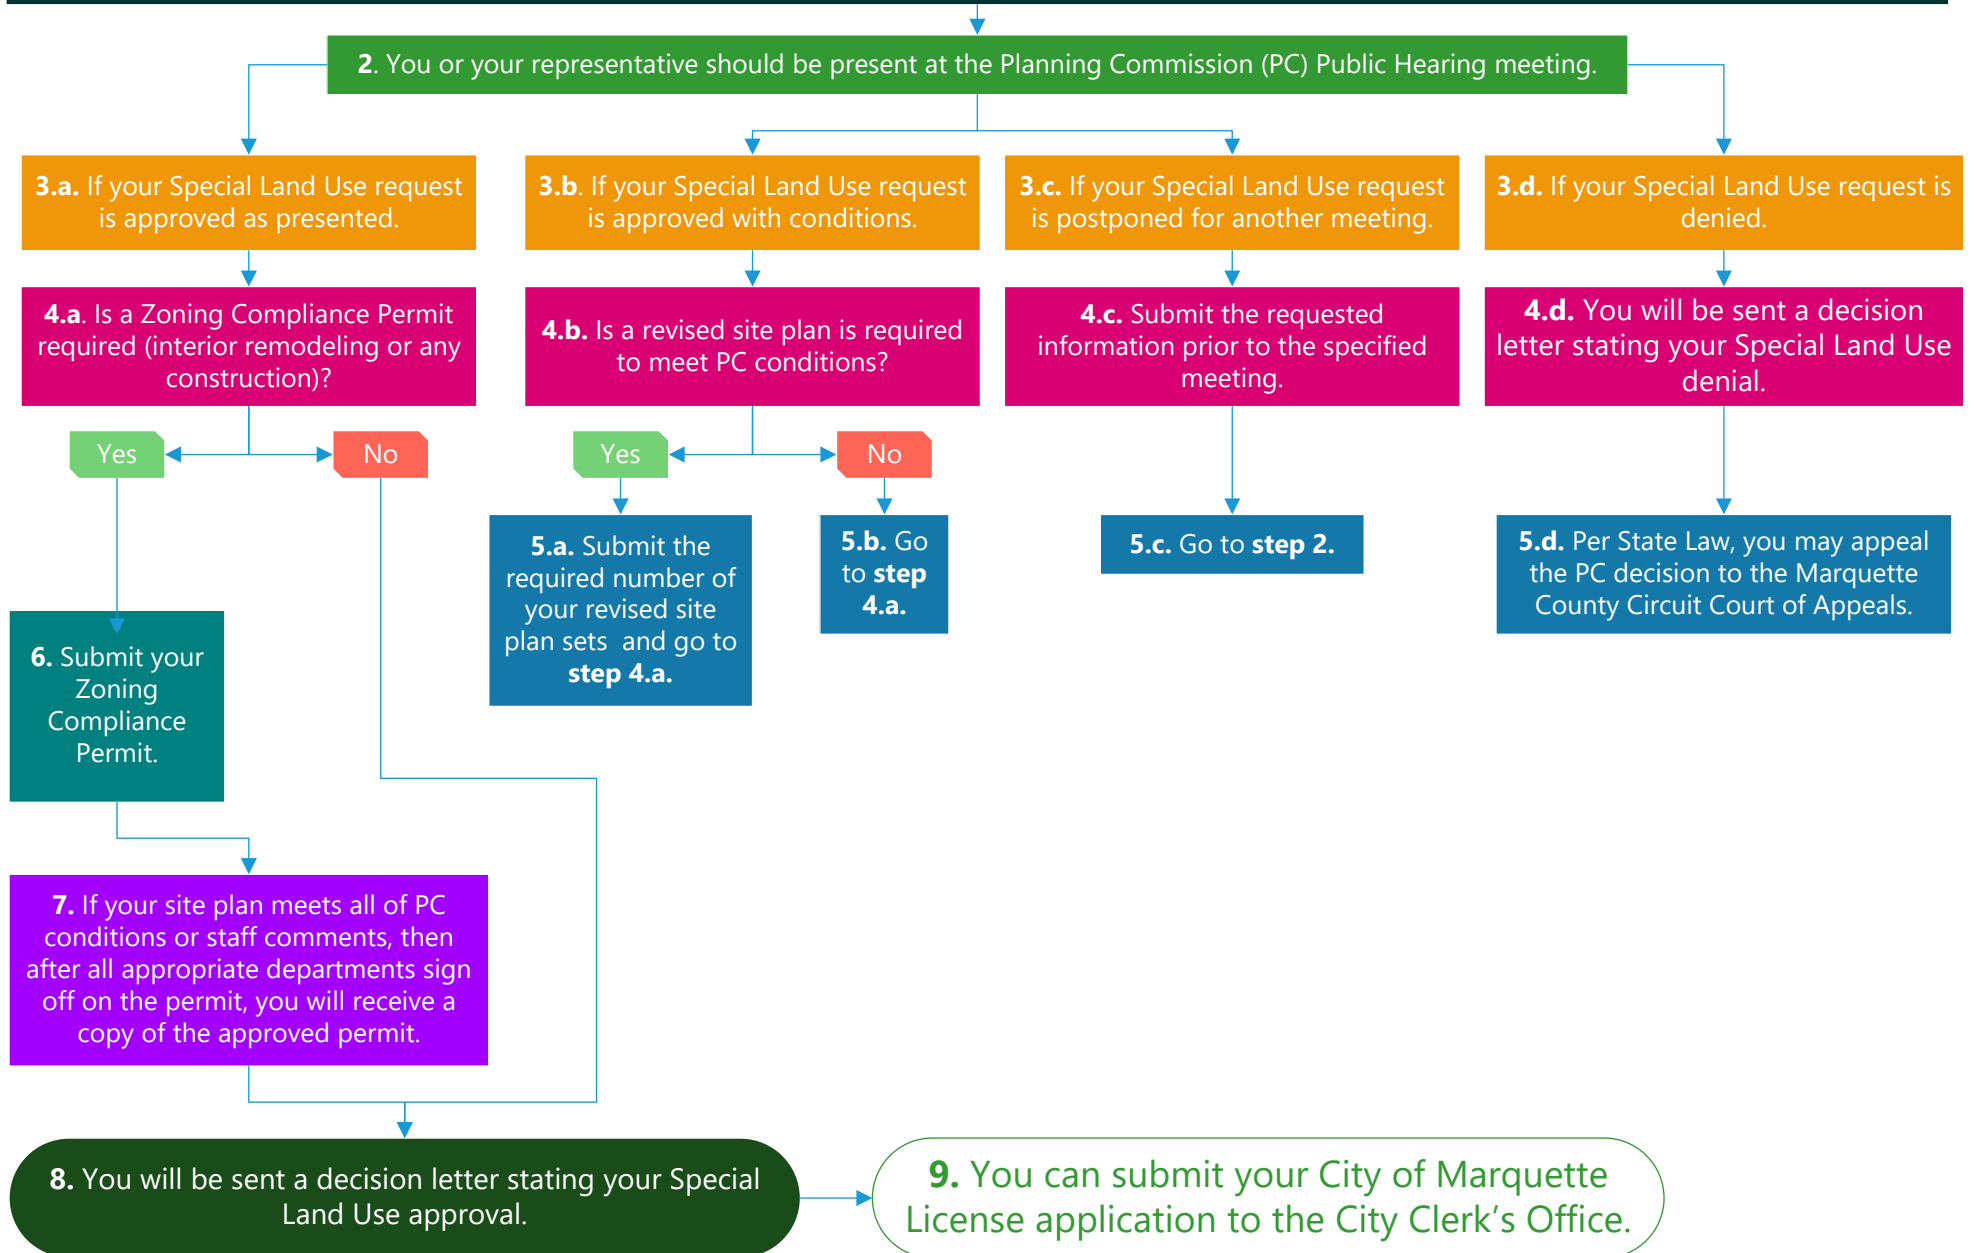 2. You or your representative should be present at the Planning Commission (PC) Public Hearing meeting.
3.a. If your Special Land Use request
is approved as presented.
3.b. If your Special Land Use request
is approved with conditions.
3.c. If your Special Land Use request
is postponed for another meeting.
3.d. If your Special Land Use request is
denied.
4.a. Is a Zoning Compliance Permit
required (interior remodeling or any
construction)?
4.b. Is a revised site plan is required
to meet PC conditions?
4.c. Submit the requested
information prior to the specified
meeting.
4.d. You will be sent a decision
letter stating your Special Land Use
denial.
Yes
No
Yes
No
5.a. Submit the
required number of
your revised site
plan sets and go to
step 4.a.
5.b. Go
to step
4.a.
5.c. Go to step 2.
5.d. Per State Law, you may appeal
the PC decision to the Marquette
County Circuit Court of Appeals.
6. Submit your
Zoning
Compliance
Permit.
7. If your site plan meets all of PC
conditions or staff comments, then
after all appropriate departments sign
off on the permit, you will receive a
copy of the approved permit.
8. You will be sent a decision letter stating your Special
Land Use approval.
9. You can submit your City of Marquette
License application to the City Clerk’s Office.